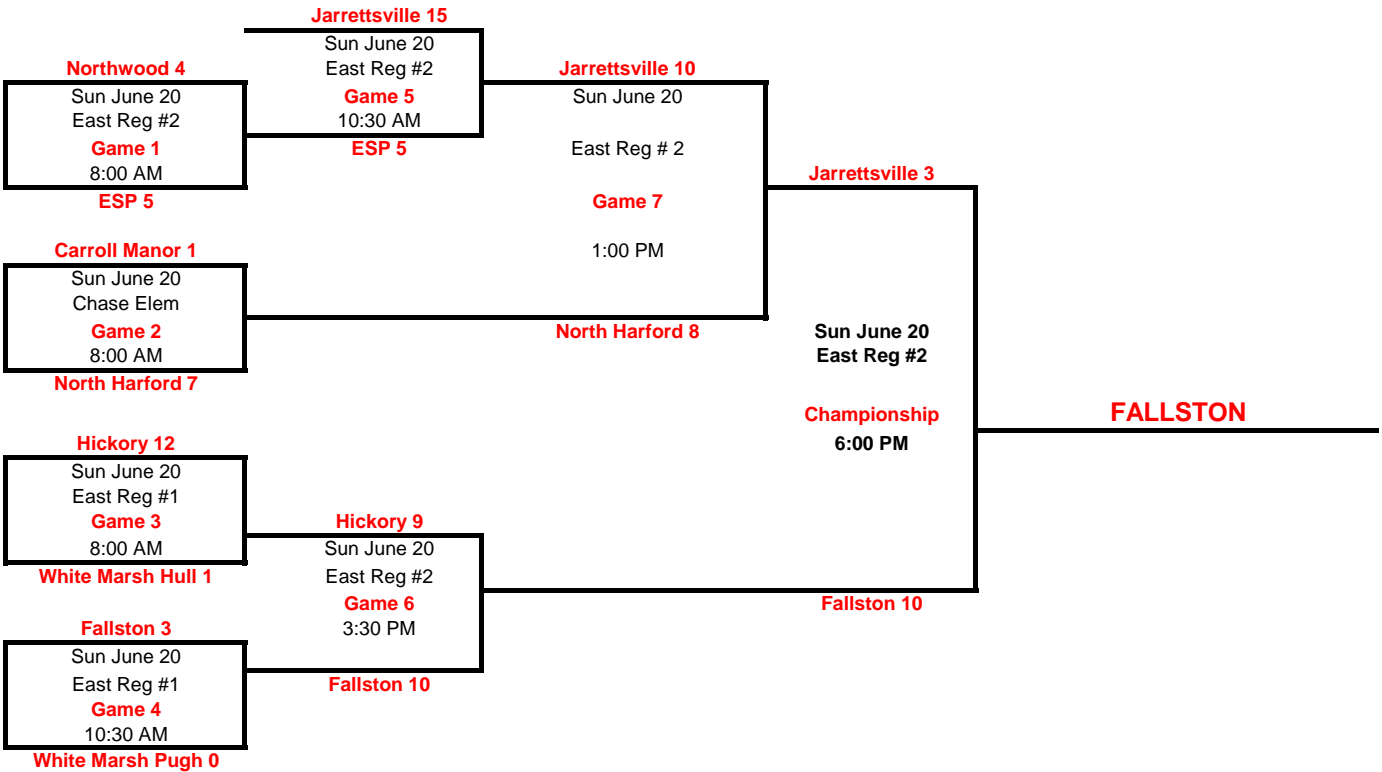 Jarrettsville 15
Sun June 20
East Reg #2
Game 5
10:30 AM
ESP 5
Northwood 4
Sun June 20
East Reg #2
Game 1
8:00 AM
ESP 5
Jarrettsville 10
Sun June 20
East Reg # 2
Game 7
1:00 PM
North Harford 8
Carroll Manor 1
Sun June 20
Chase Elem
Game 2
8:00 AM
North Harford 7
Jarrettsville 3
Sun June 20
East Reg #2
Championship
6:00 PM
Fallston 10
FALLSTON
Hickory 12
Sun June 20
East Reg #1
Game 3
8:00 AM
White Marsh Hull 1
Hickory 9
Sun June 20
East Reg #2
Game 6
3:30 PM
Fallston 10
Fallston 3
Sun June 20
East Reg #1
Game 4
10:30 AM
White Marsh Pugh 0